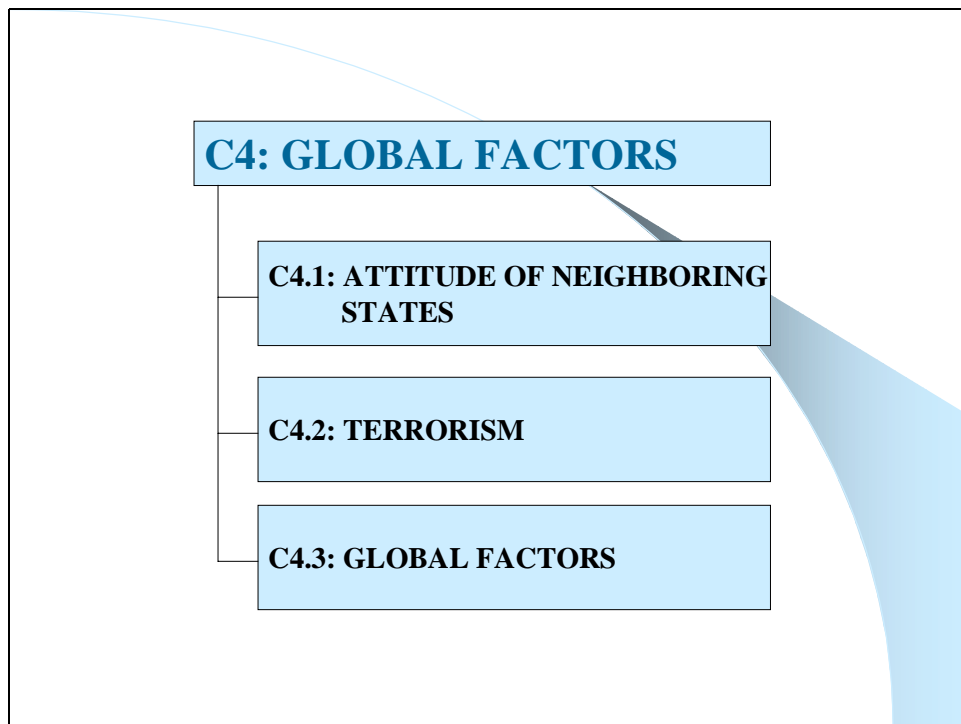 C4: GLOBAL FACTORS
C4.1: ATTITUDE OF NEIGHBORING
STATES
C4.2: TERRORISM
C4.3: GLOBAL FACTORS